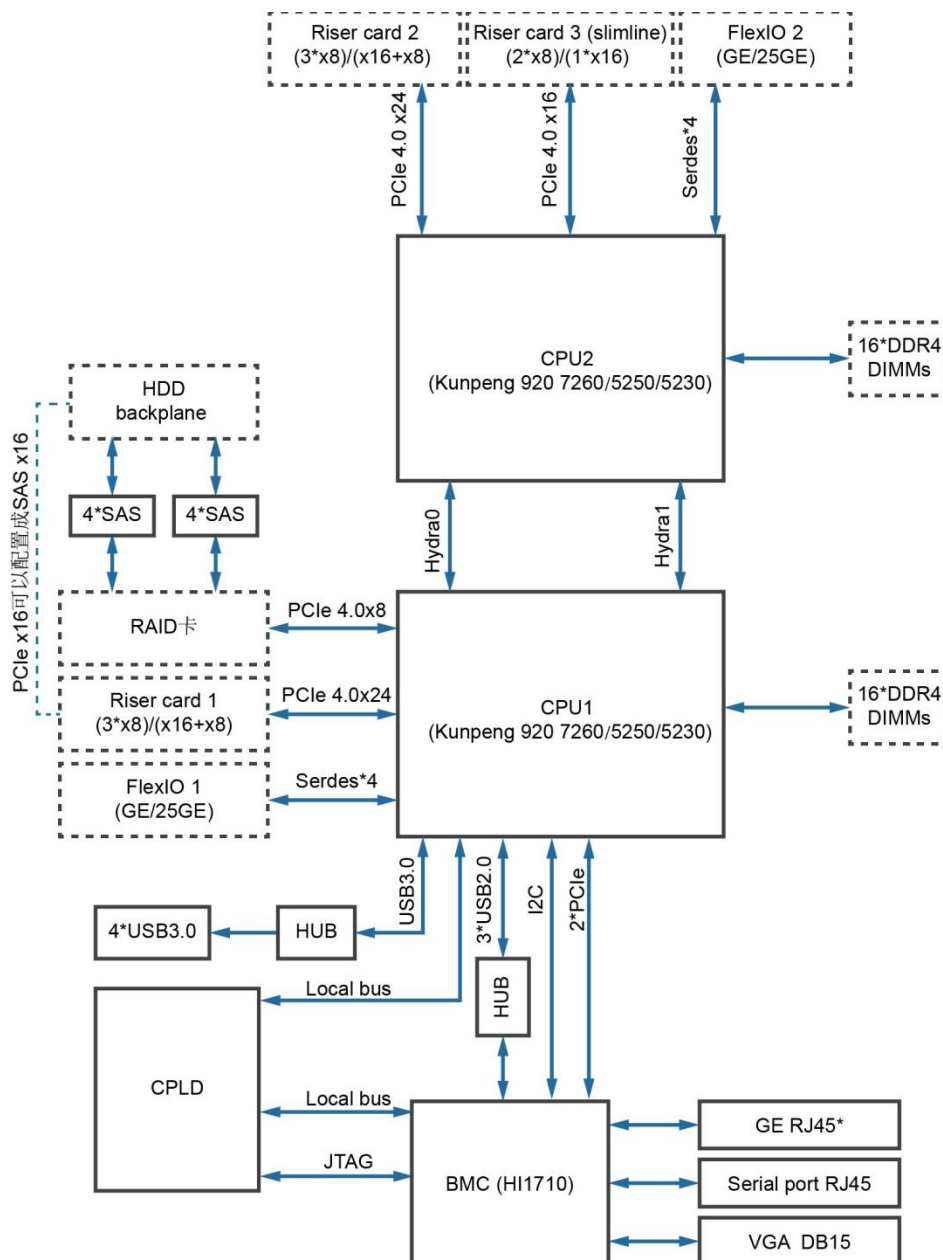 Riser card 2
(3*x8)/(x16+x8)
Riser card 3 (slimline)
(2*x8)/(1*x16)
FlexIO 2
(GE/25GE)
PCIe 4.0 x24
PCIe 4.0 x16
Serdes*4
CPU2
(Kunpeng 920 7260/5250/5230)
16*DDR4
DIMMs
HDD
backplane
4*SAS
4*SAS
PCIe x16可以配置成SAS x16
Hydra0
Hydra1
RAID卡
PCIe 4.0x8
Riser card 1
(3*x8)/(x16+x8)
PCIe 4.0x24
CPU1
(Kunpeng 920 7260/5250/5230)
16*DDR4
DIMMs
FlexIO 1
(GE/25GE)
Serdes*4
USB3.0
3*USB2.0
I2C
2*PCIe
4*USB3.0
HUB
HUB
Local bus
CPLD
Local bus
JTAG
BMC (HI1710)
GE RJ45*
Serial port RJ45
VGA DB15